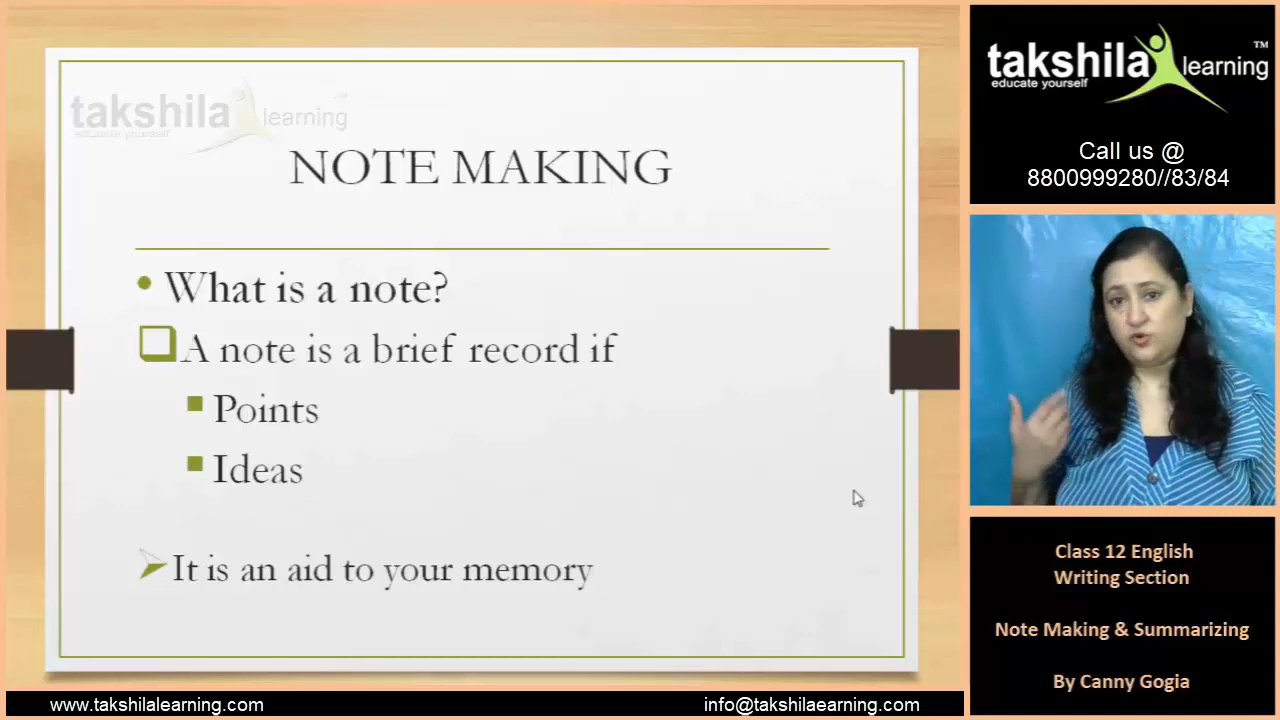 takshila learning
educate yourself
NOTE MAKING
What is a note?
A note is a brief record if
Points
Ideas
It is an aid to your memory
takshila learning ™
educate yourself
Call us @
8800999280//83/84
Class 12 English
Writing Section
Note Making & Summarizing
By Canny Gogia
www.takshilalearning.com
info@takshilaearning.com